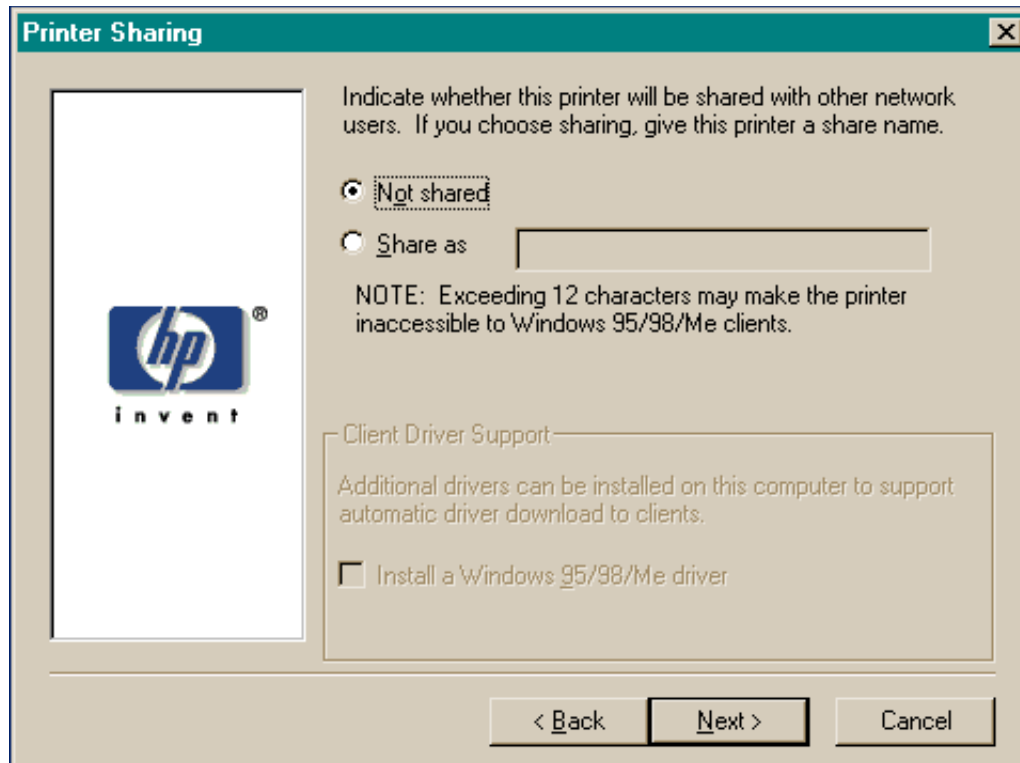 Printer Sharing
Indicate whether this printer will be shared with other network
users.  If you choose sharing, give this printer a share name.
Not shared
Share as
NOTE:  Exceeding 12 characters may make the printer
inaccessible to Windows 95/98/Me clients.
hp ®
invent
Client Driver Support
Additional drivers can be installed on this computer to support
automatic driver download to clients.
Install a Windows 95/98/Me driver
< Back
Next >
Cancel